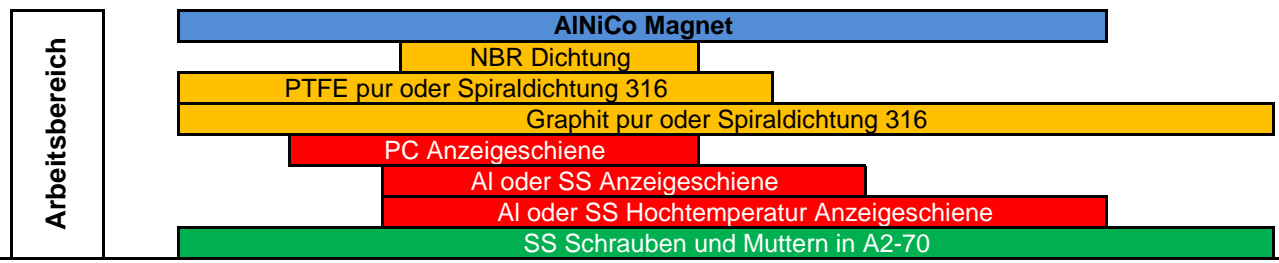 Arbeitsbereich
AlNiCo Magnet
NBR Dichtung
PTFE pur oder Spiraldichtung 316
Graphit pur oder Spiraldichtung 316
PC Anzeigeschiene
Al oder SS Anzeigeschiene
Al oder SS Hochtemperatur Anzeigeschiene
SS Schrauben und Muttern in A2-70